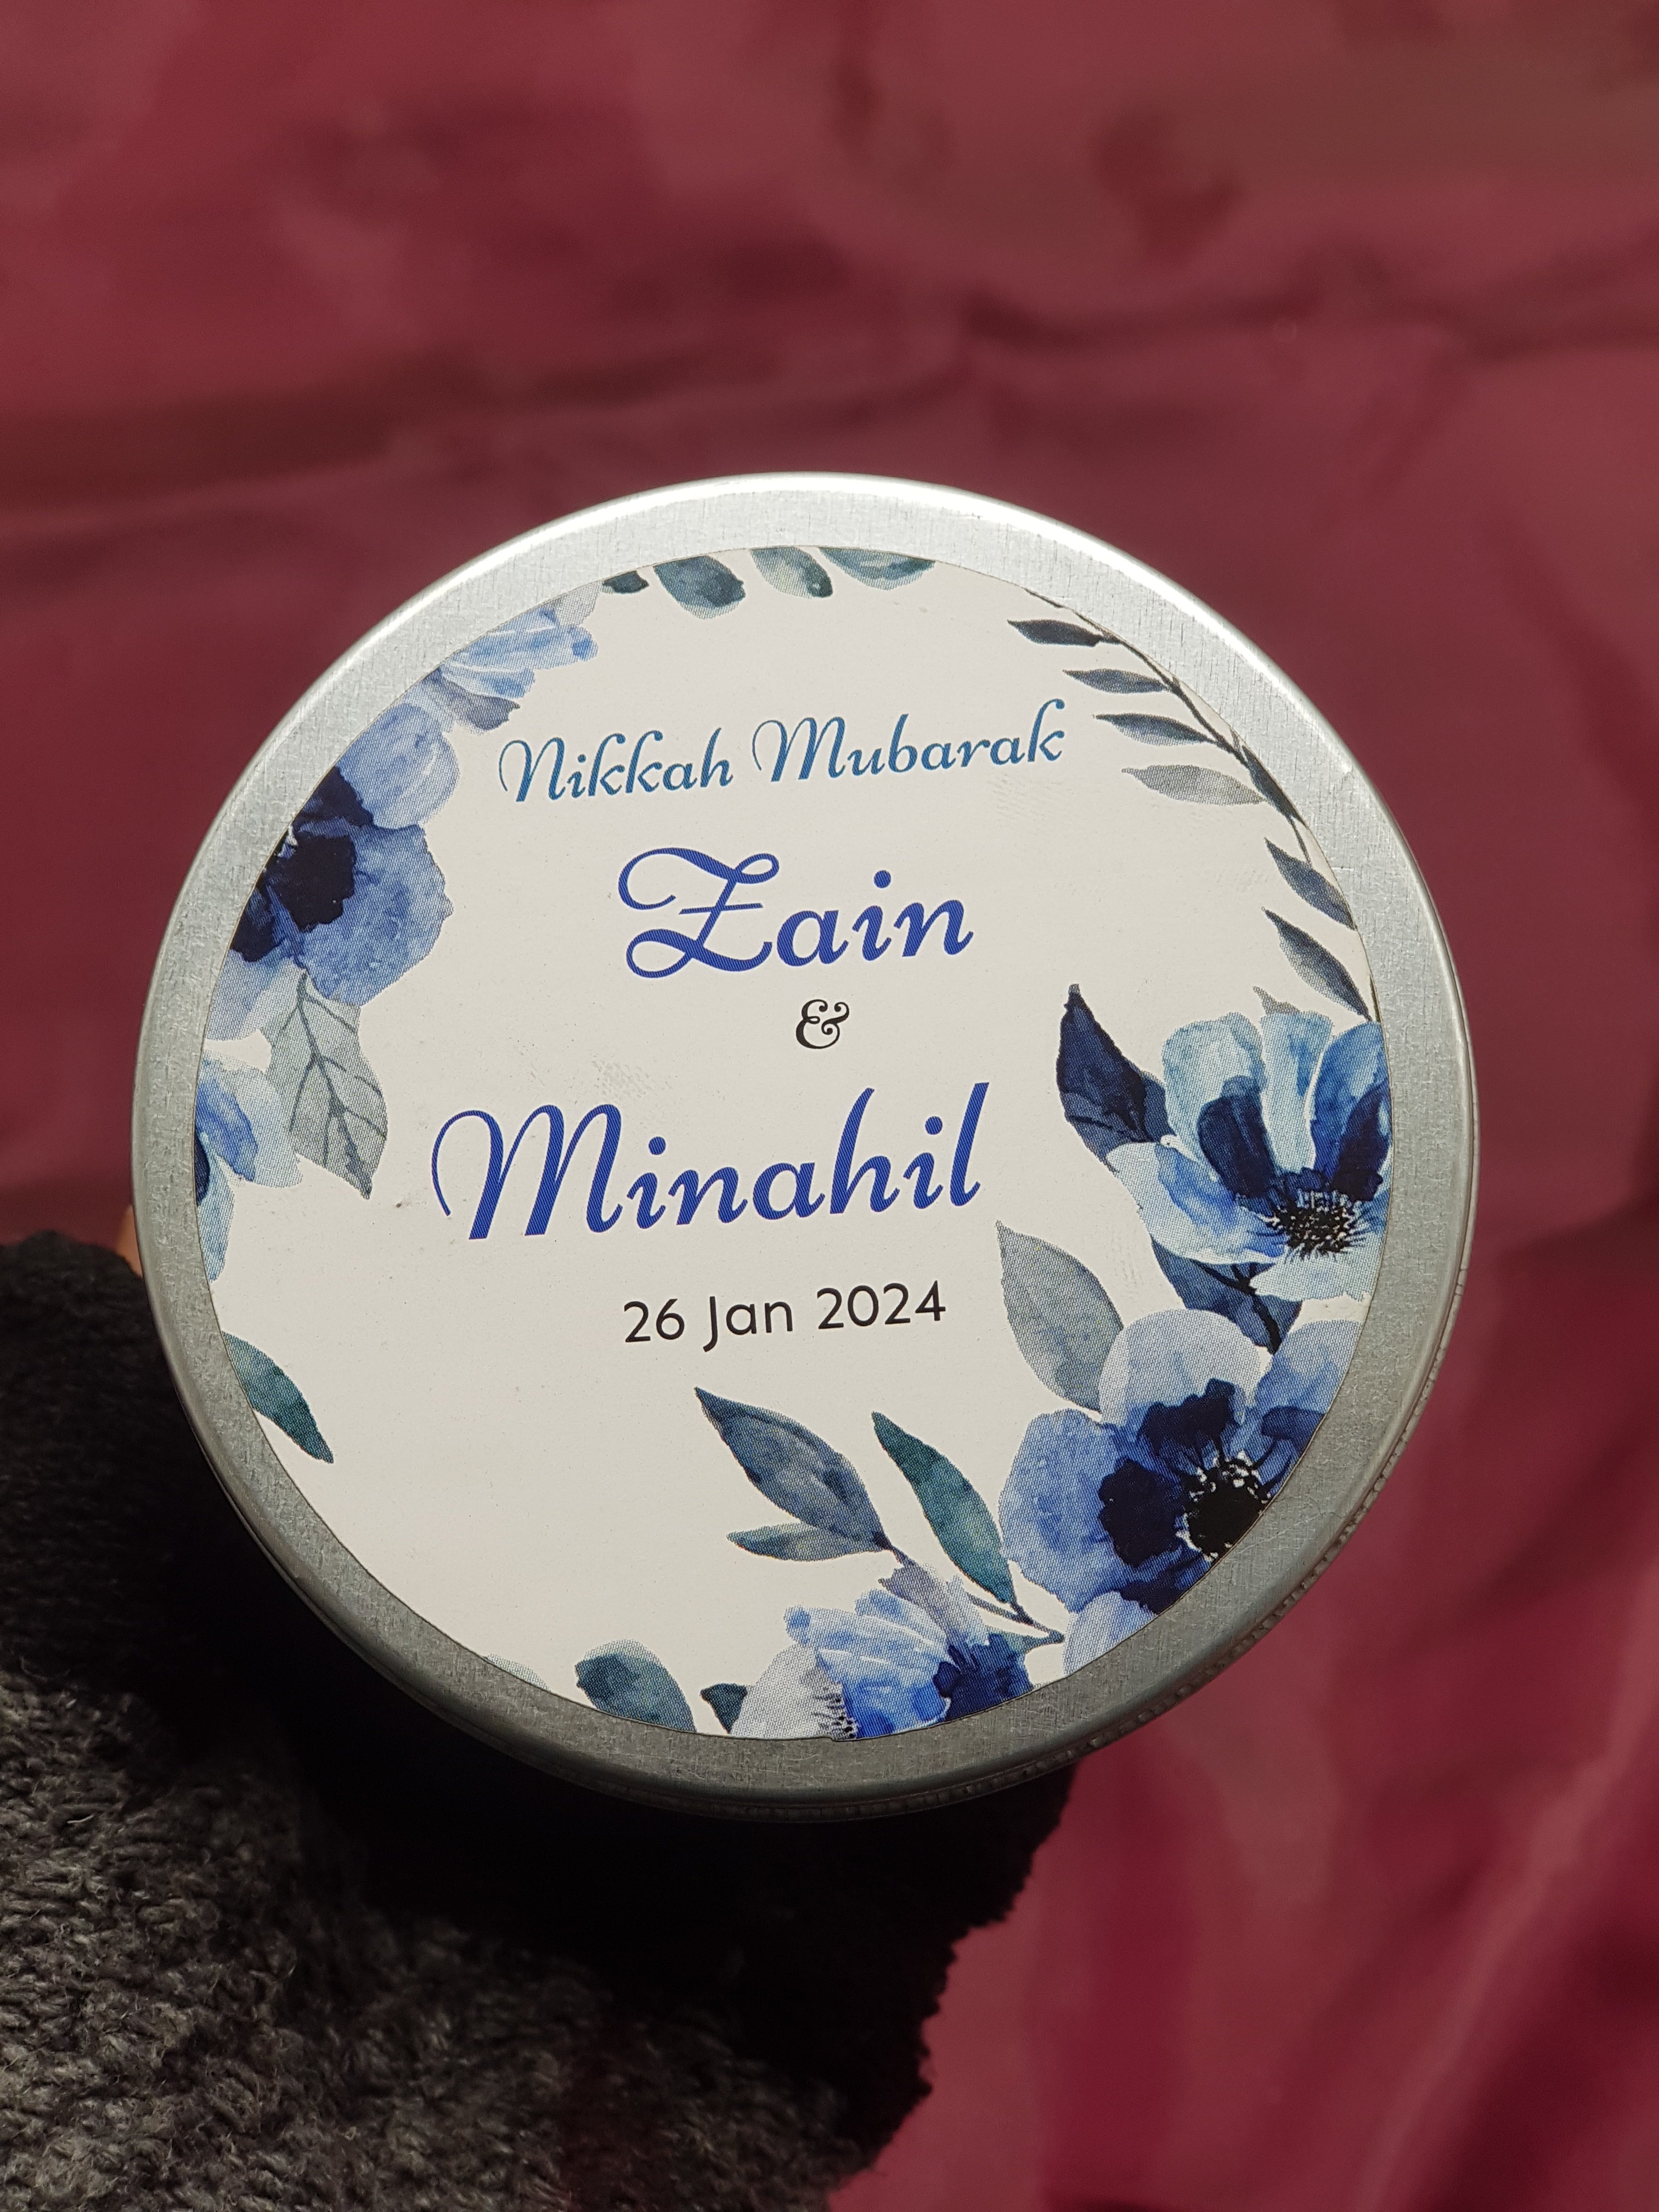 Nikkah Mubarak
Zain
&
Minahil
26 Jan 2024